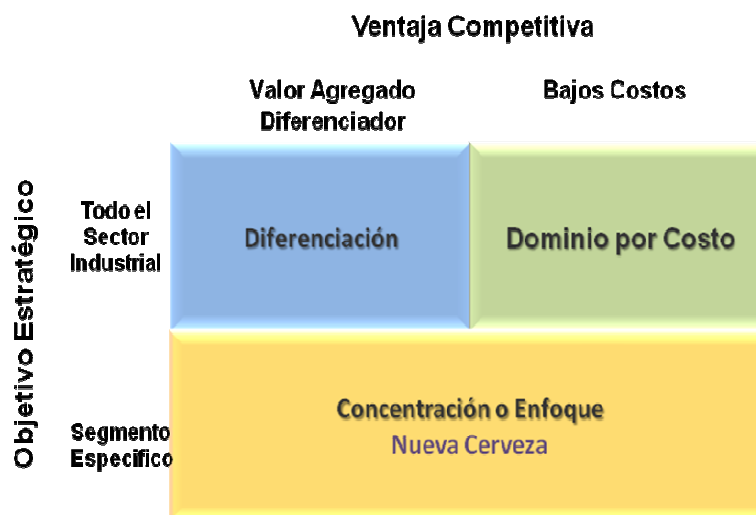 Ventaja Competitiva
Valor Agregado
Diferenciador
Bajos Costos
Objetivo Estratégico
Todo el
Sector
Industrial
Diferenciación
Dominio por Costo
Segmento
Especifico
Concentración o Enfoque
Nueva Cerveza